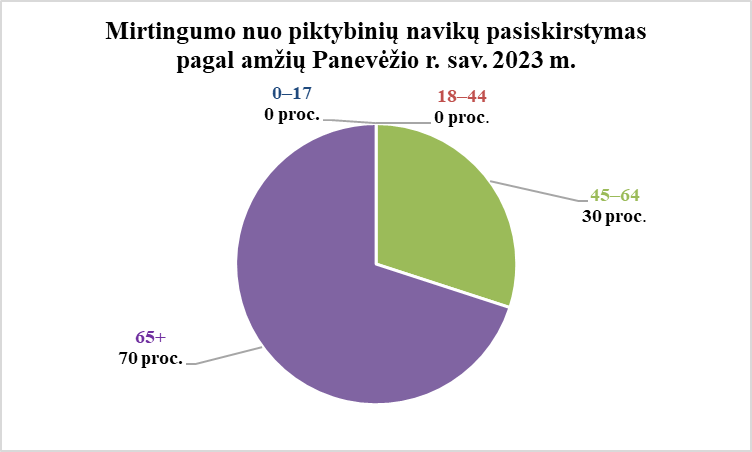 Mirtingumo nuo piktybinių navikų pasiskirstymas
pagal amžių Panevėžio r. sav. 2023 m.
0–17
0 proc.
18–44
0 proc.
45–64
30 proc.
65+
70 proc.